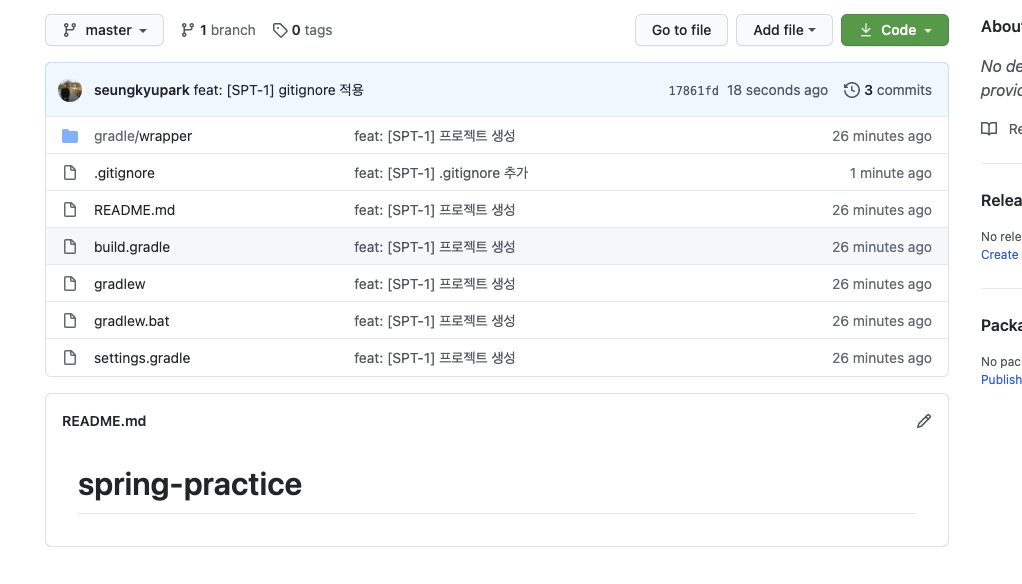 master 1 branch 0 tags Go to file Add file Code
seungkyupark feat: [SPT-1] gitignore 적용 17861fd 18 seconds ago 3 commits
gradle/wrapper feat: [SPT-1] 프로젝트 생성 26 minutes ago
.gitignore feat: [SPT-1] .gitignore 추가 1 minute ago
README.md feat: [SPT-1] 프로젝트 생성 26 minutes ago
build.gradle feat: [SPT-1] 프로젝트 생성 26 minutes ago
gradlew feat: [SPT-1] 프로젝트 생성 26 minutes ago
gradlew.bat feat: [SPT-1] 프로젝트 생성 26 minutes ago
settings.gradle feat: [SPT-1] 프로젝트 생성 26 minutes ago
README.md
spring-practice
No
No rele
Create
No pac
Publish